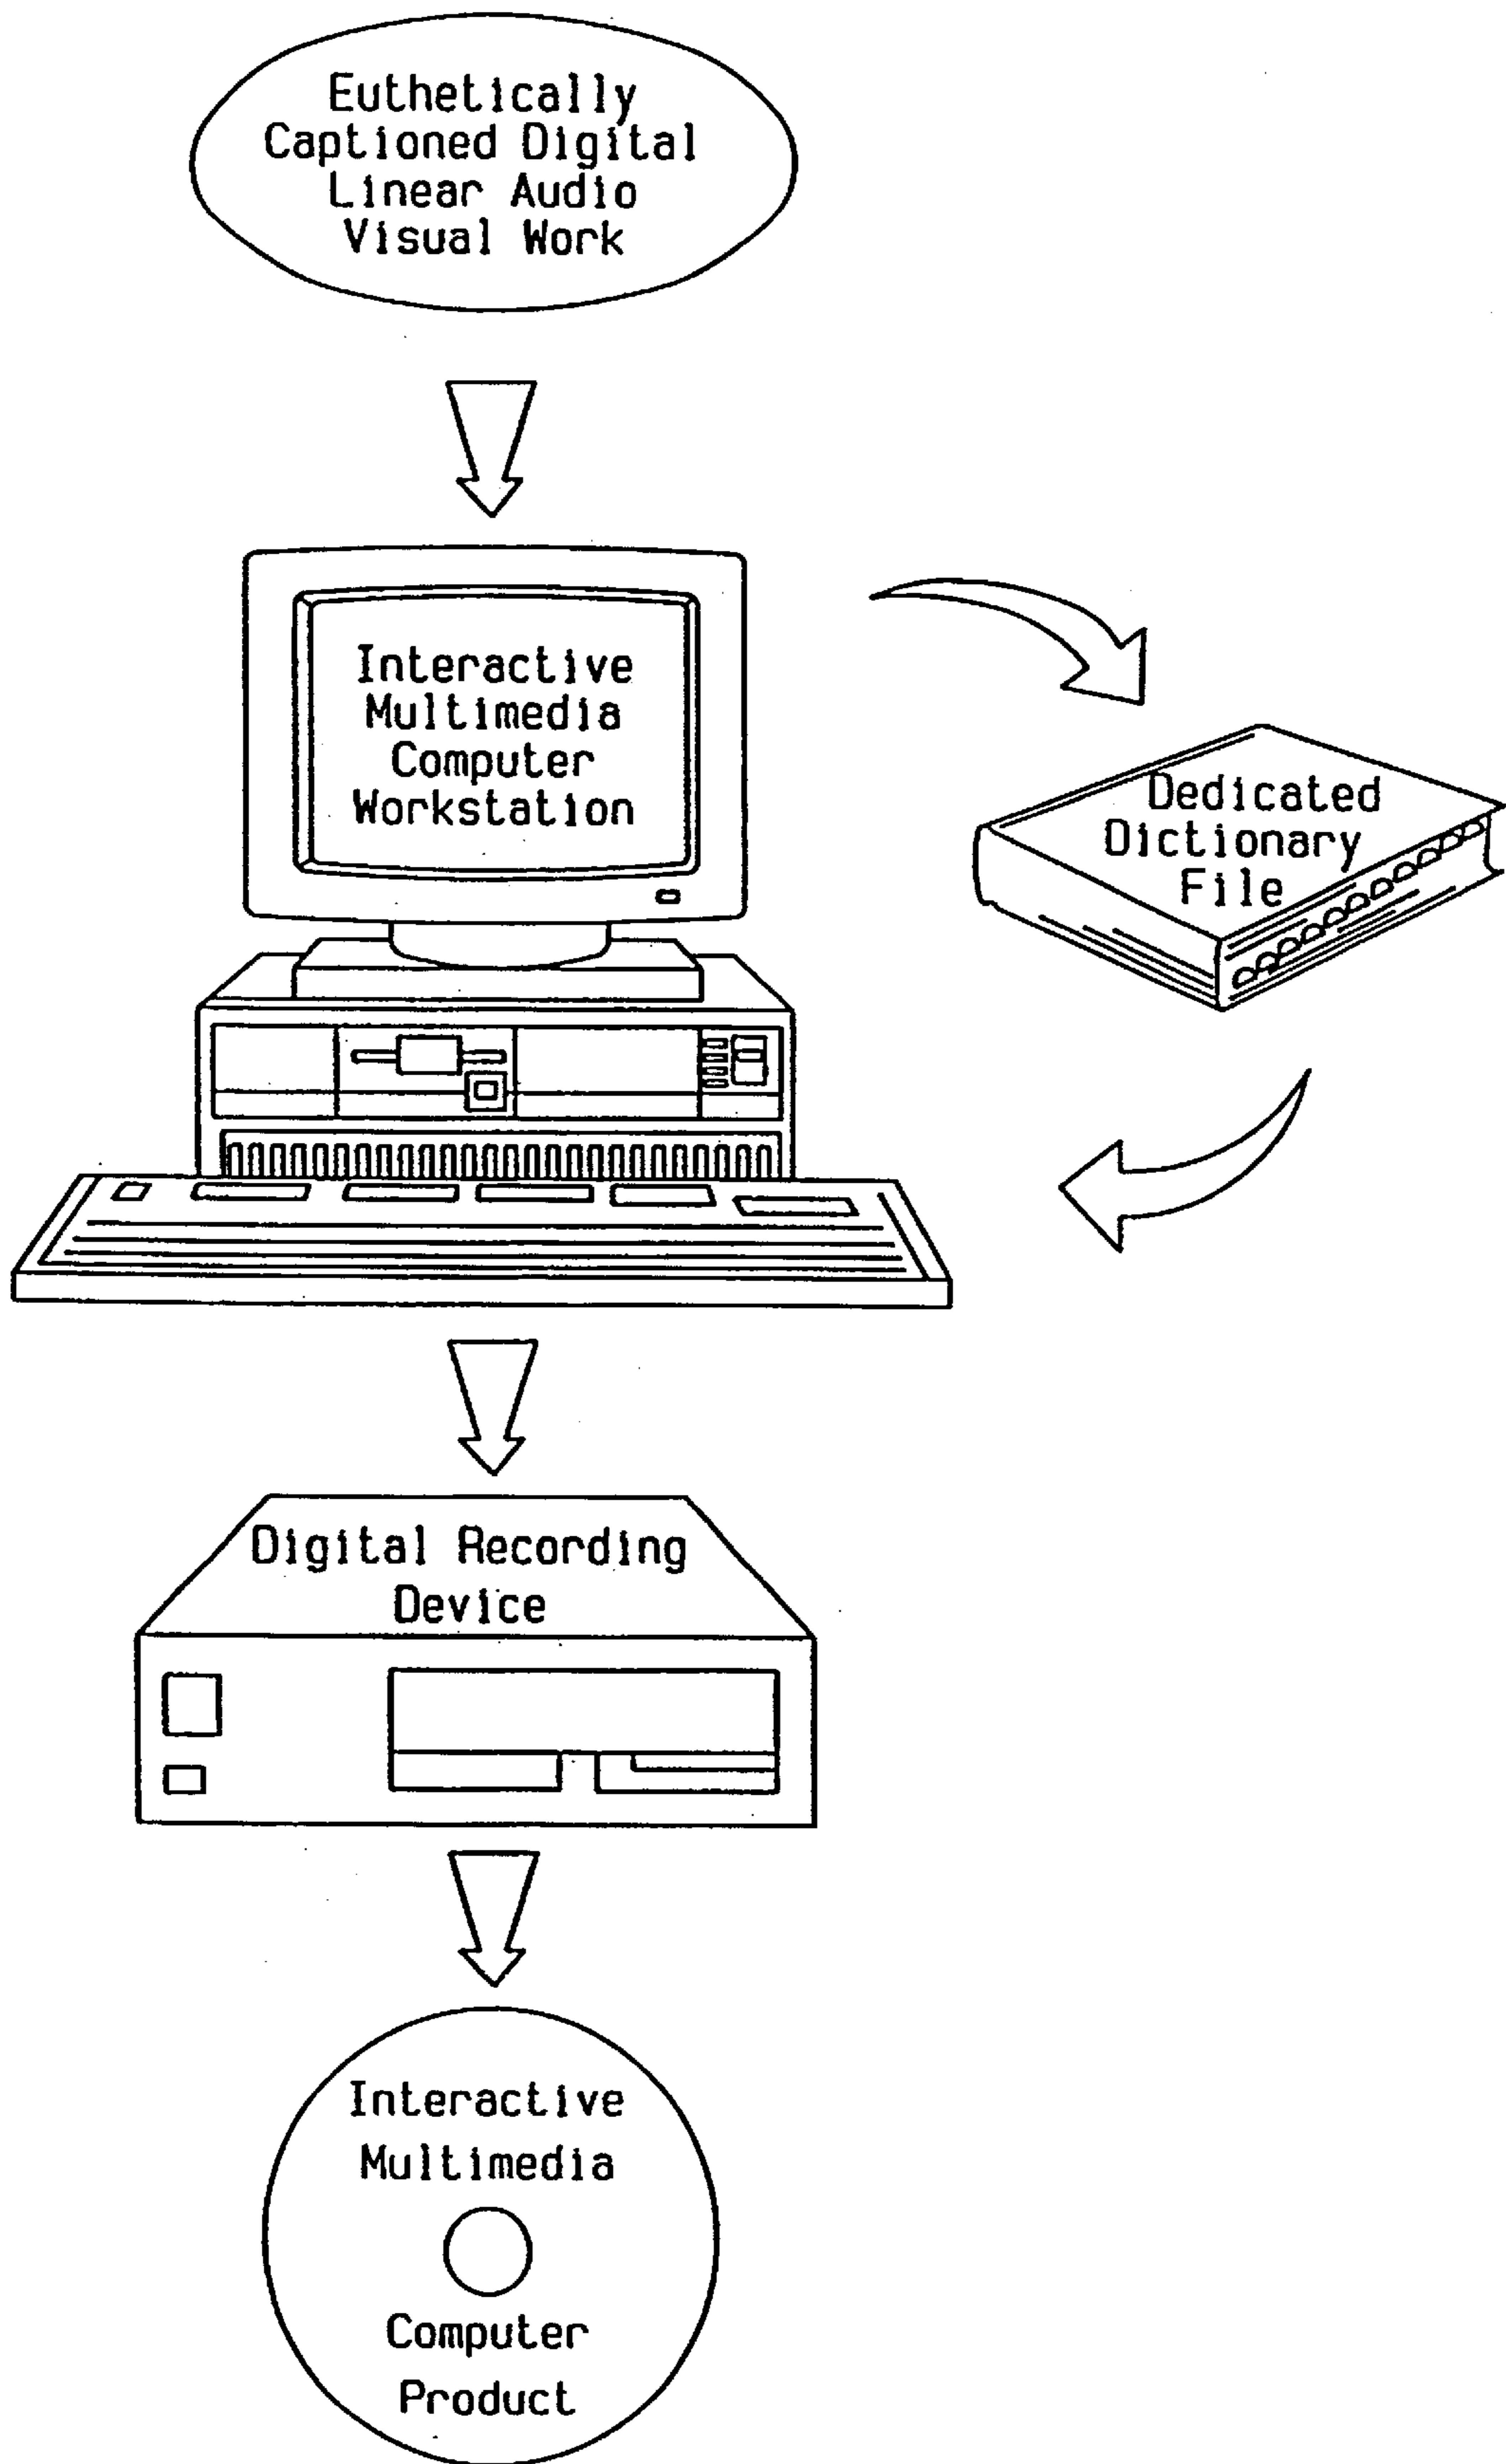 Euthetically
Captioned Digital
Linear Audio
Visual Work
Interactive
Multimedia
Computer
Workstation
Dedicated
Dictionary
File
Digital Recording
Device
Interactive
Multimedia
Computer
Product